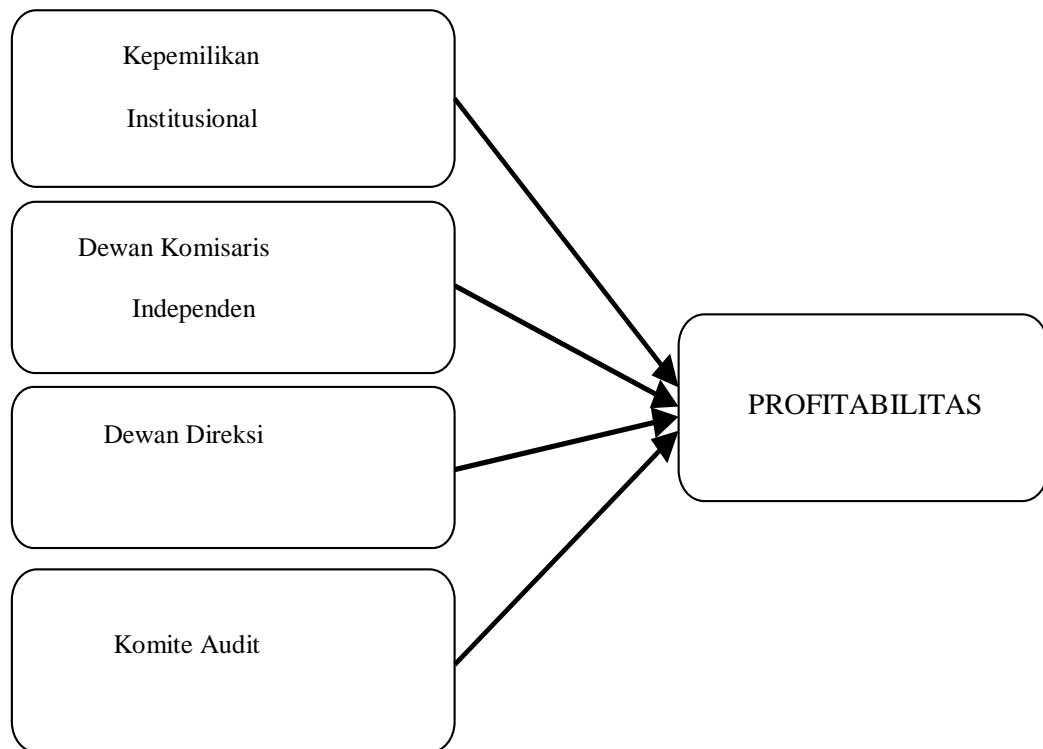 Kepemilikan
Institusional
Dewan Komisaris
Independen
Dewan Direksi
Komite Audit
PROFITABILITAS